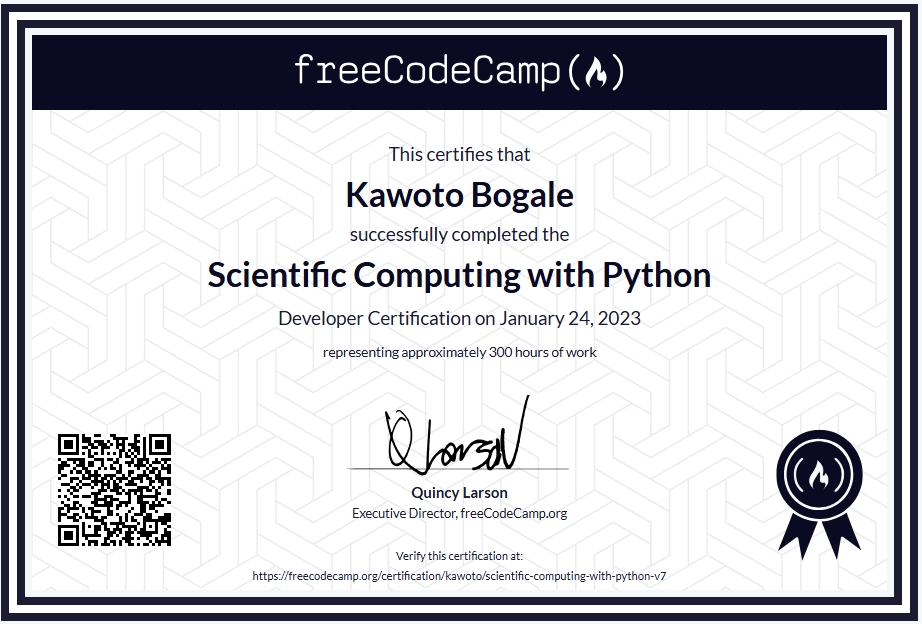 freeCodeCamp
This certifies that
Kawoto Bogale
successfully completed the
Scientific Computing with Python
Developer Certification on January 24, 2023
representing approximately 300 hours of work
Quincy Larson
Executive Director, freeCodeCamp.org
Verify this certification at:
https://freecodecamp.org/certification/kawoto/scientific-computing-with-python-v7